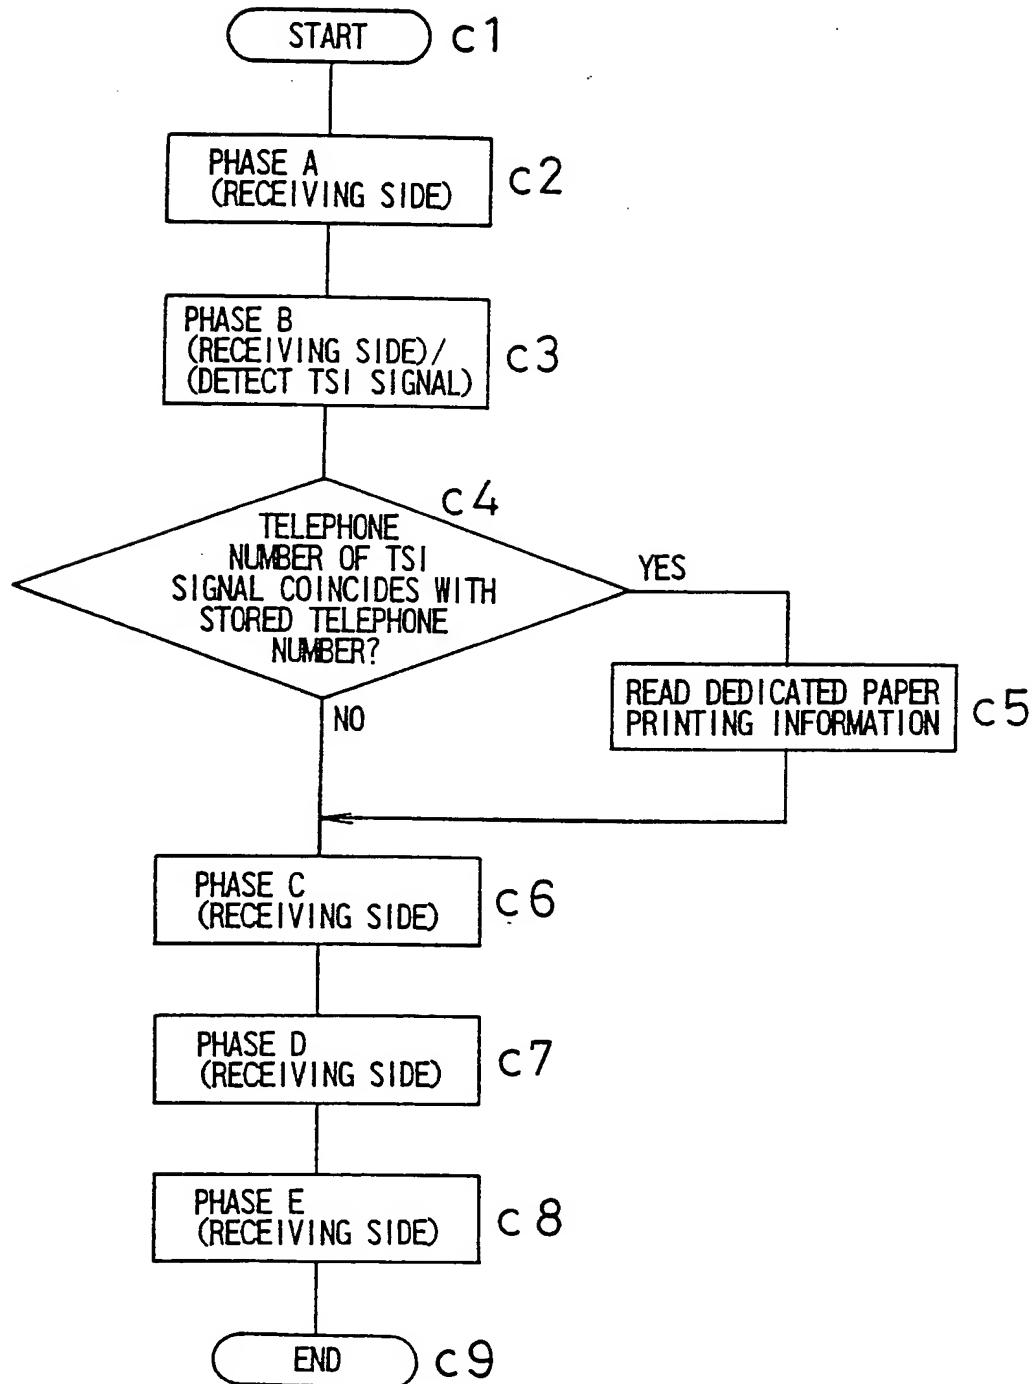 START
c1
PHASE A
(RECEIVING SIDE)
c2
PHASE B
(RECEIVING SIDE)/
(DETECT TSI SIGNAL)
c3
c4
TELEPHONE
NUMBER OF TSI
SIGNAL COINCIDES WITH
STORED TELEPHONE
NUMBER?
YES
NO
READ DEDICATED PAPER
PRINTING INFORMATION
c5
PHASE C
(RECEIVING SIDE)
c6
PHASE D
(RECEIVING SIDE)
c7
PHASE E
(RECEIVING SIDE)
c8
END
c9